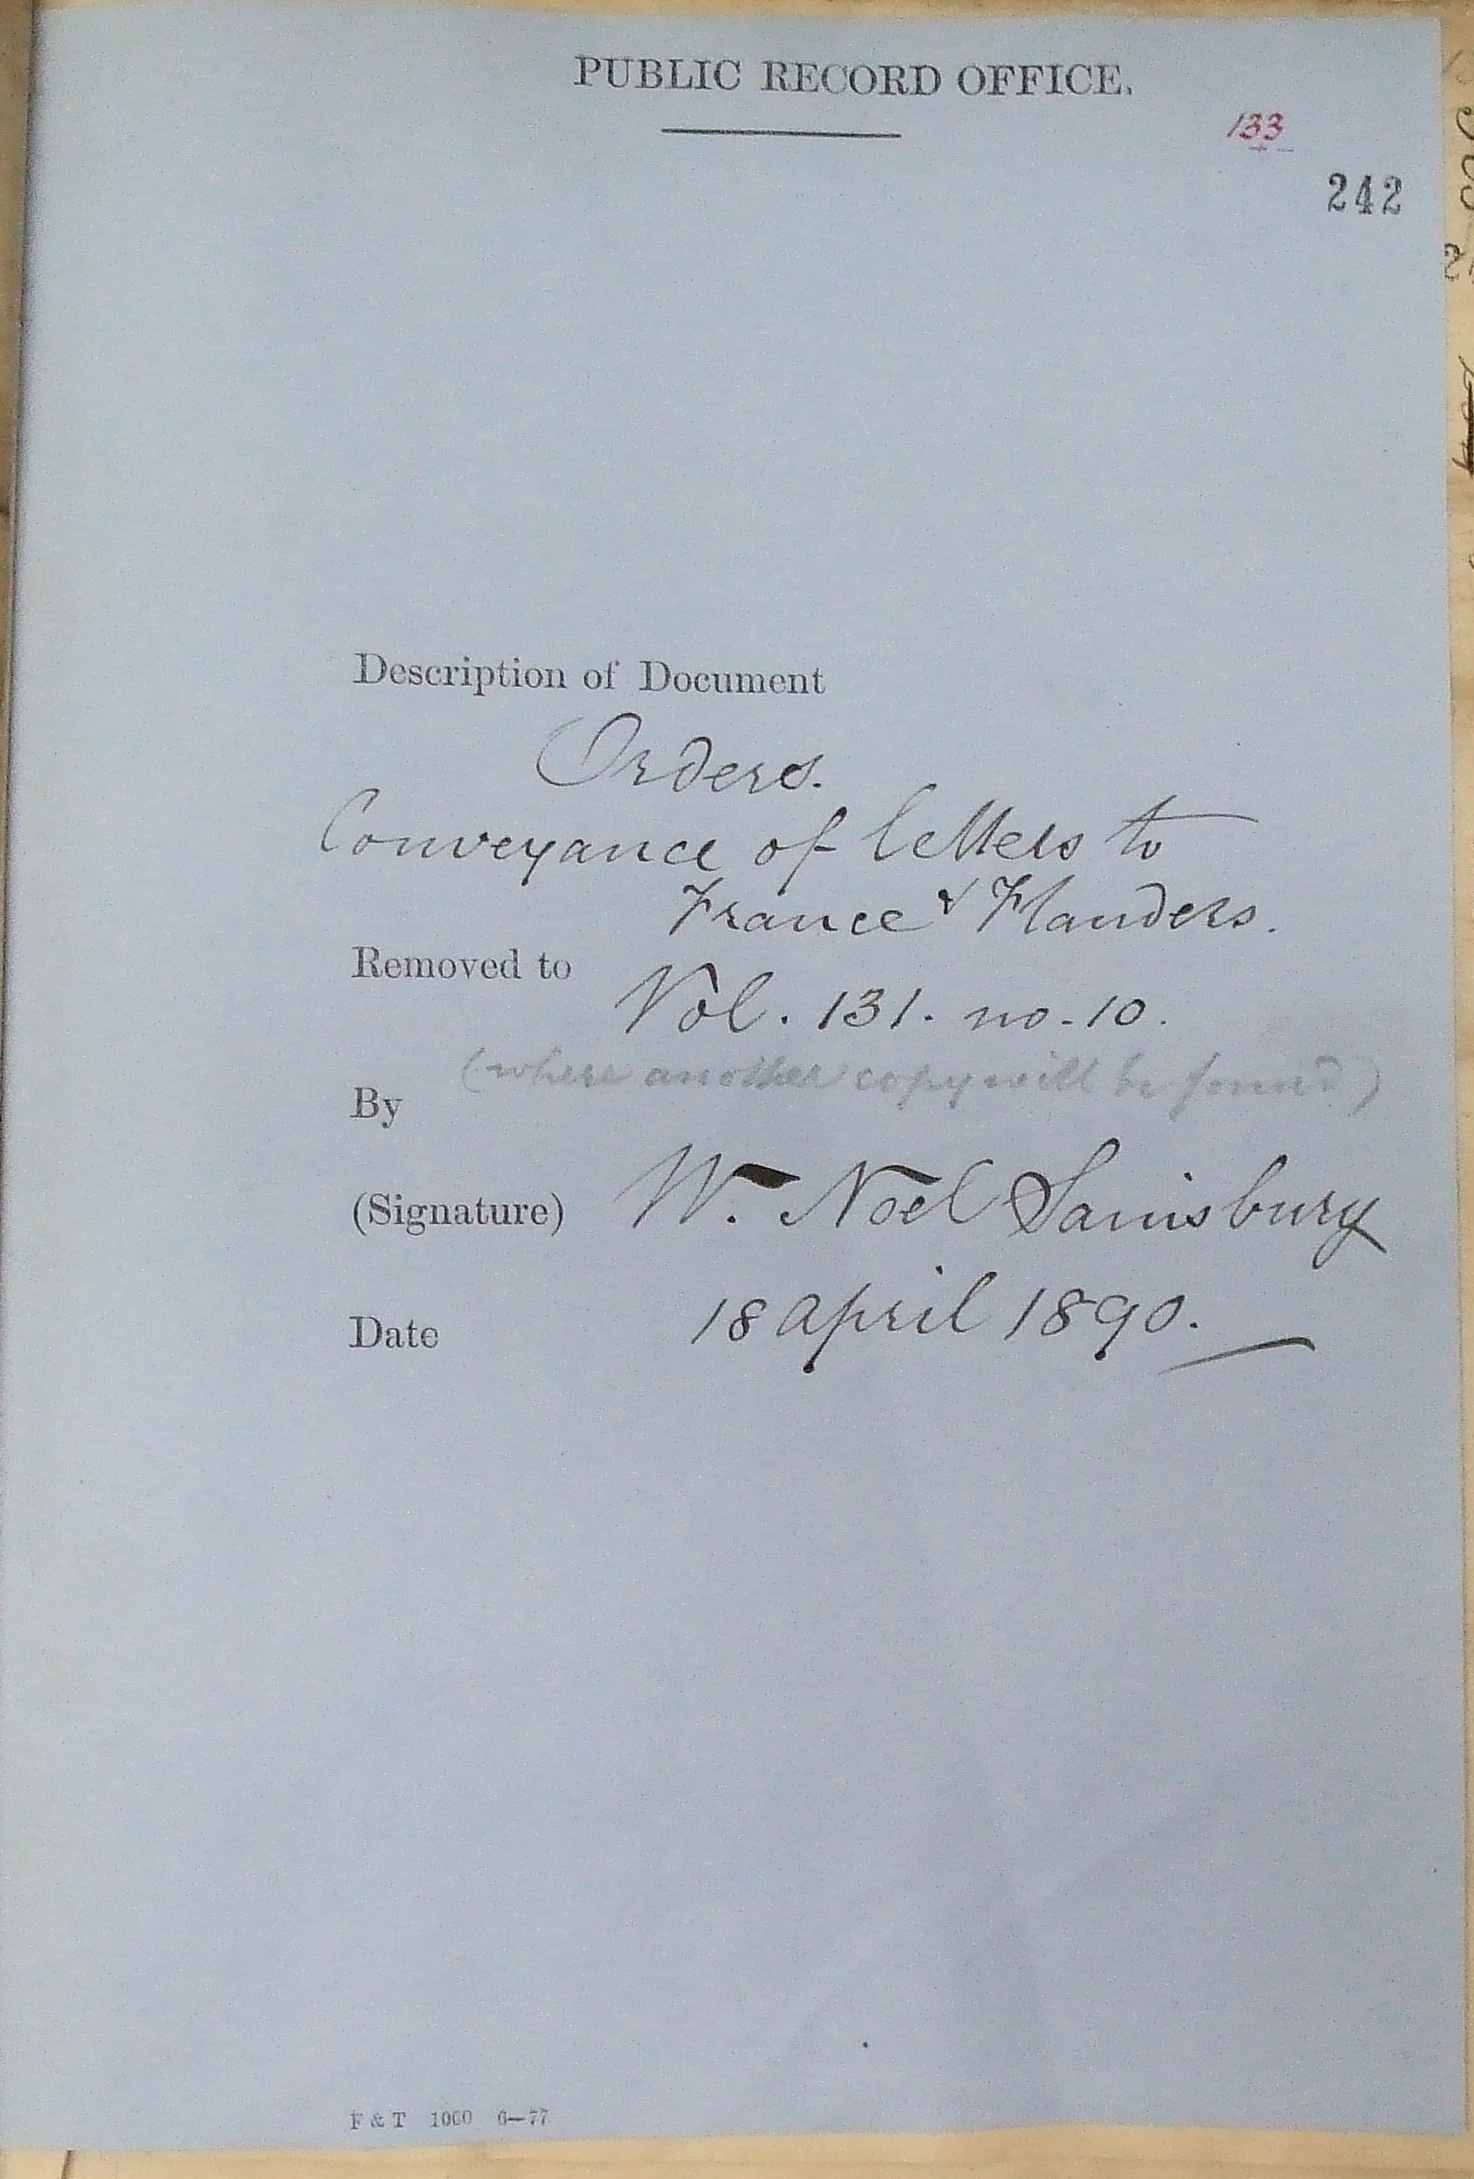 PUBLIC RECORD OFFICE.
133
242
Description of Document
Orders.
Conveyance of letters to
France & Flanders.
Removed to
Vol. 131. no. 10.
(where another copy will be found)
By
(Signature) W. Noel Sainsbury
Date 18 April 1890.
F & T 1000 6—77